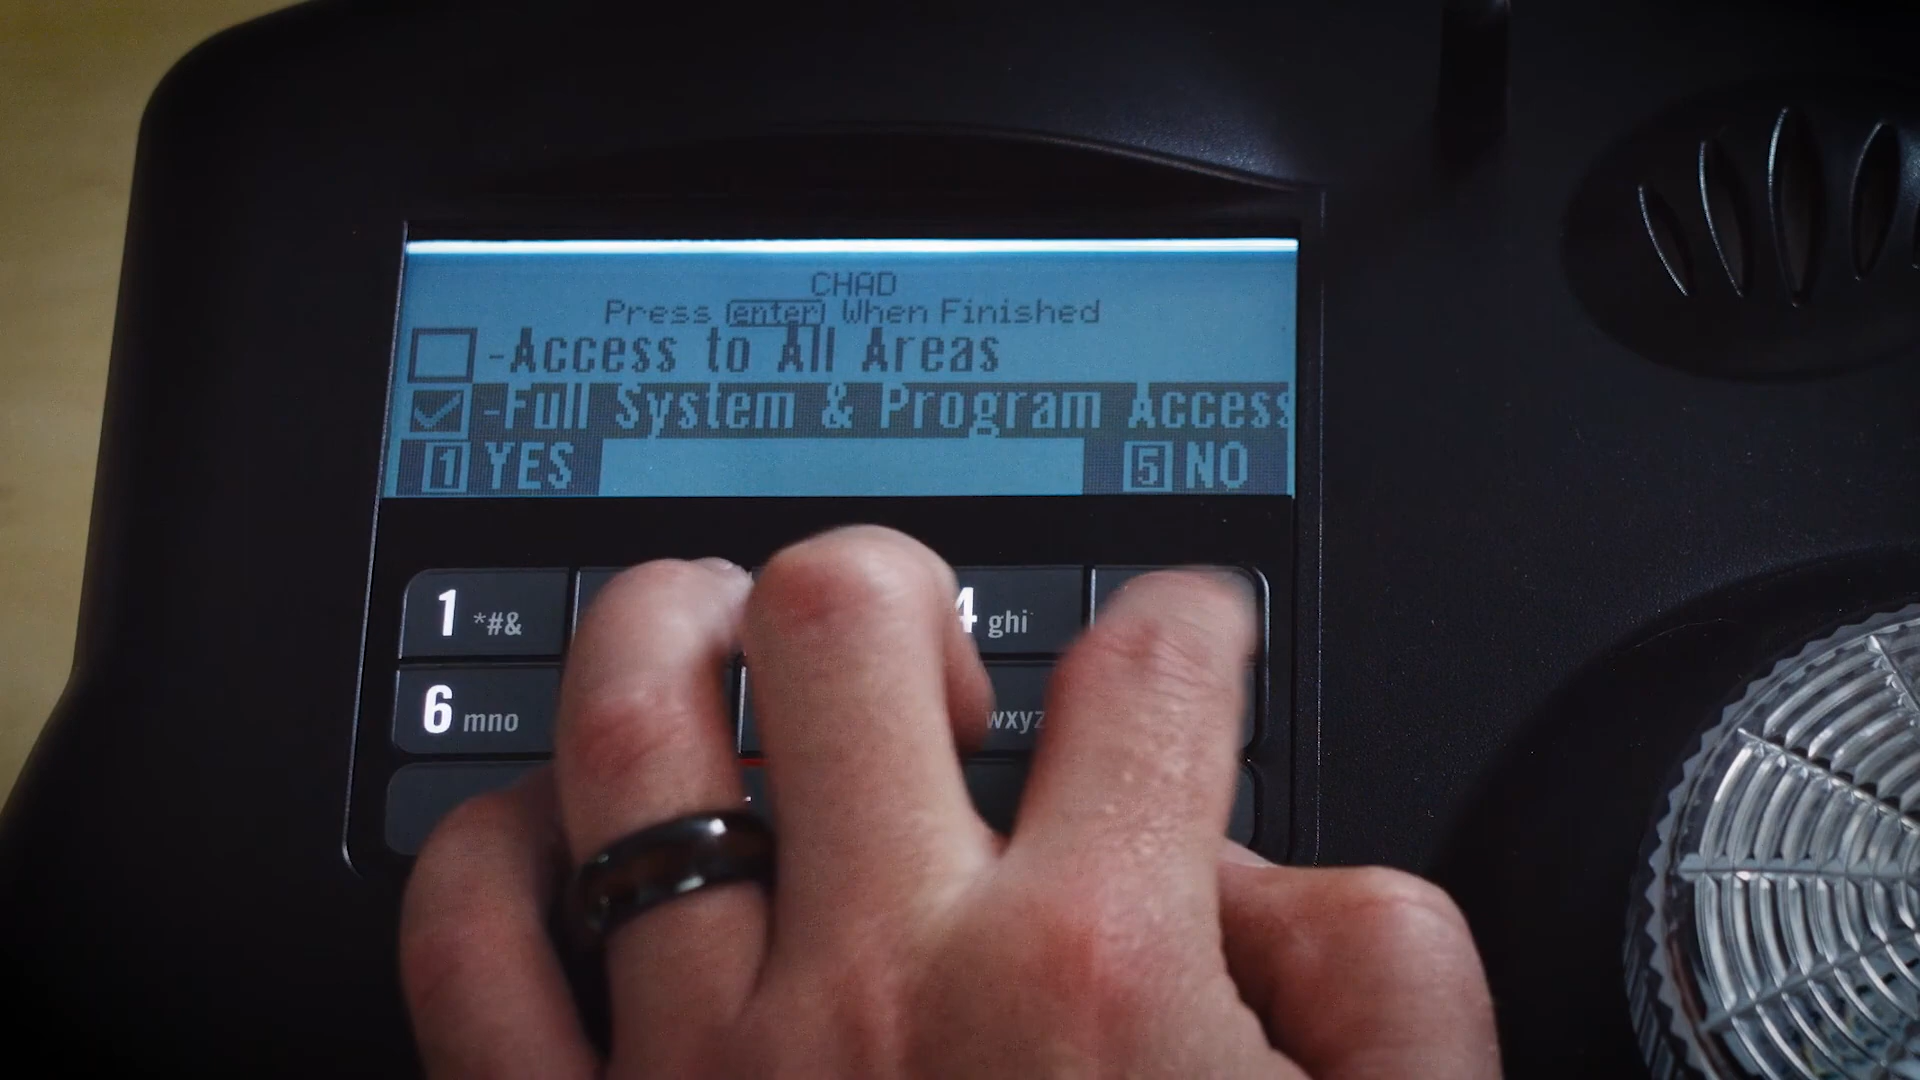 CHAD
Press enter When Finished
-Access to All Areas
-Full System & Program Access
1 YES 5 NO
1 *#& 4 ghi
6 mno wxyz